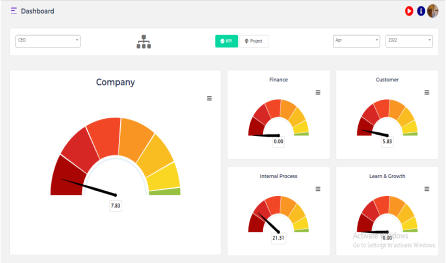 Dashboard
CEO
KPI
Project
Apr
2022
Company
7.83
Finance
0.00
Customer
5.83
Internal Process
21.51
Learn & Growth
0.00
Activate Windows
Go to Settings to activate Windows.